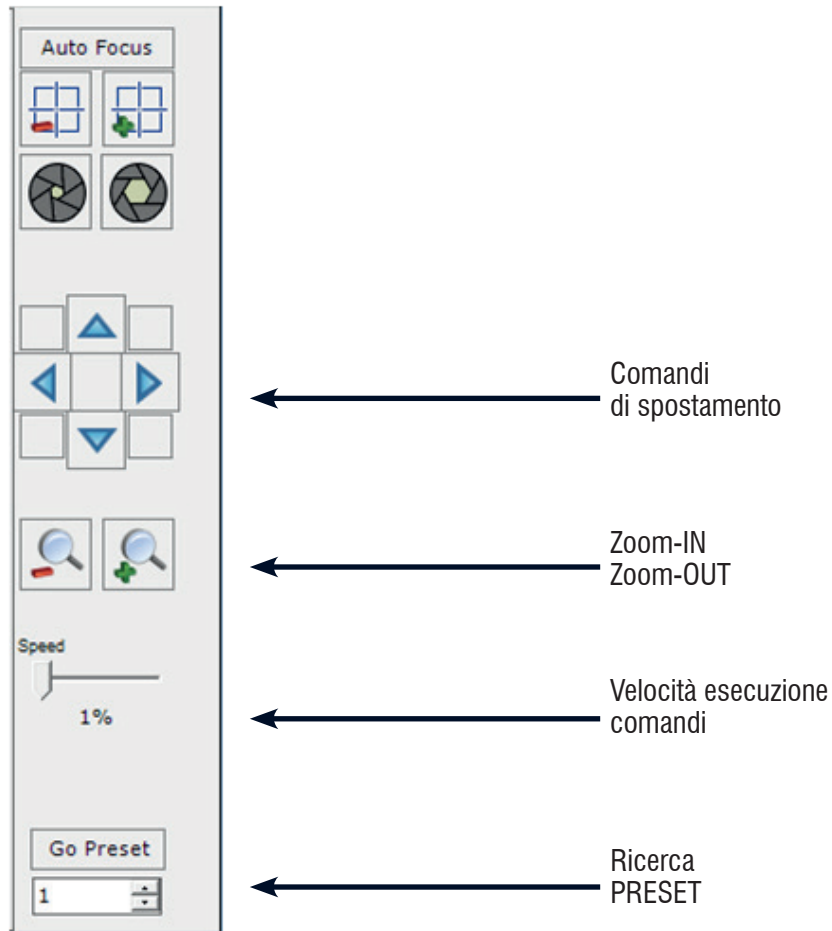 Auto Focus
Comandi
di spostamento
Zoom-IN
Zoom-OUT
Speed
1%
Velocità esecuzione
comandi
Go Preset
1
Ricerca
PRESET